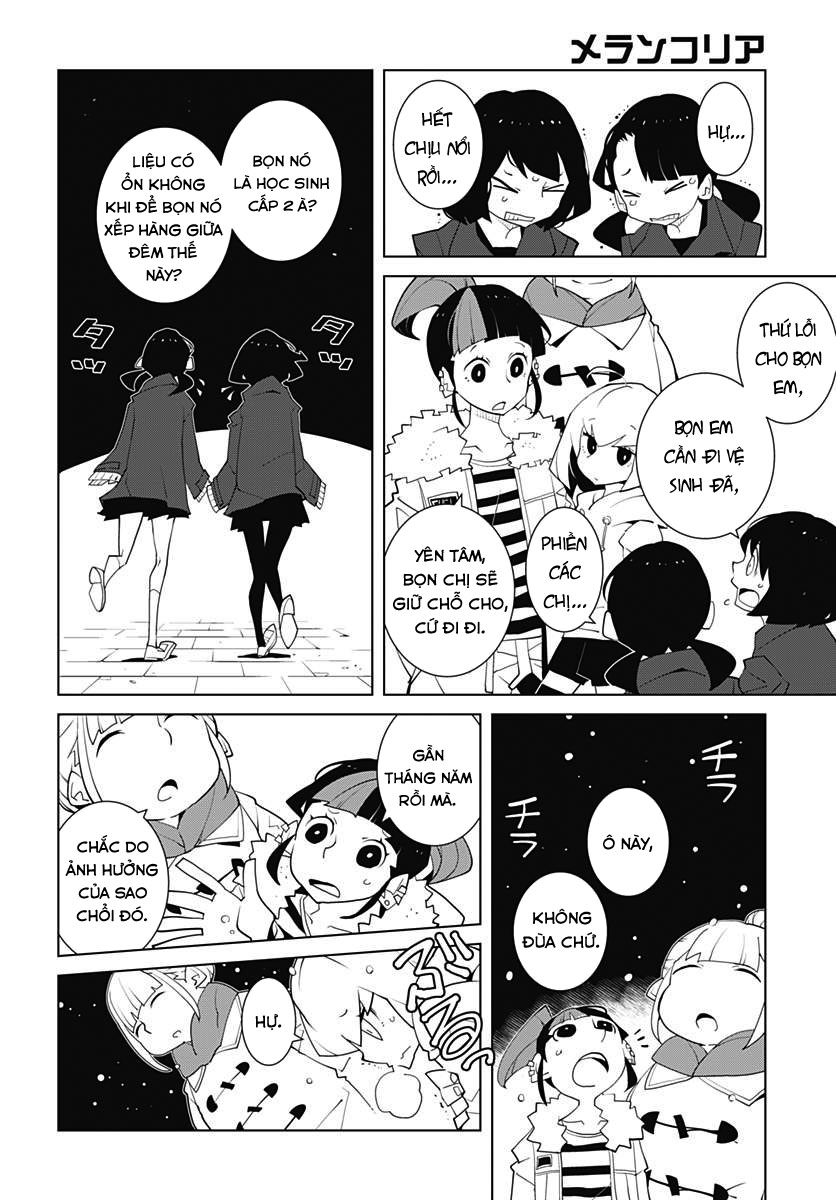 メランコリア
HỰ...
HẾT
CHỊU NỔI
RỒI...
THỨ LỖI
CHO BỌN
EM,
BỌN EM
CẦN ĐI VỆ
SINH ĐÃ,
PHIỀN
CÁC
CHỊ...
YÊN TÂM,
BỌN CHỊ SẼ
GIỮ CHỖ CHO,
CỨ ĐI ĐI.
BỌN NÓ
LÀ HỌC SINH
CẤP 2 À?
LIỆU CÓ
ỔN KHÔNG
KHI ĐỂ BỌN NÓ
XẾP HÀNG GIỮA
ĐÊM THẾ
NÀY?
タッ
タッ
チラ
チラ
Ô NÀY,
KHÔNG
ĐÙA CHỨ.
GẦN
THÁNG NĂM
RỒI MÀ.
CHẮC DO
ẢNH HƯỞNG
CỦA SAO
CHỔI ĐÓ.
HỰ.